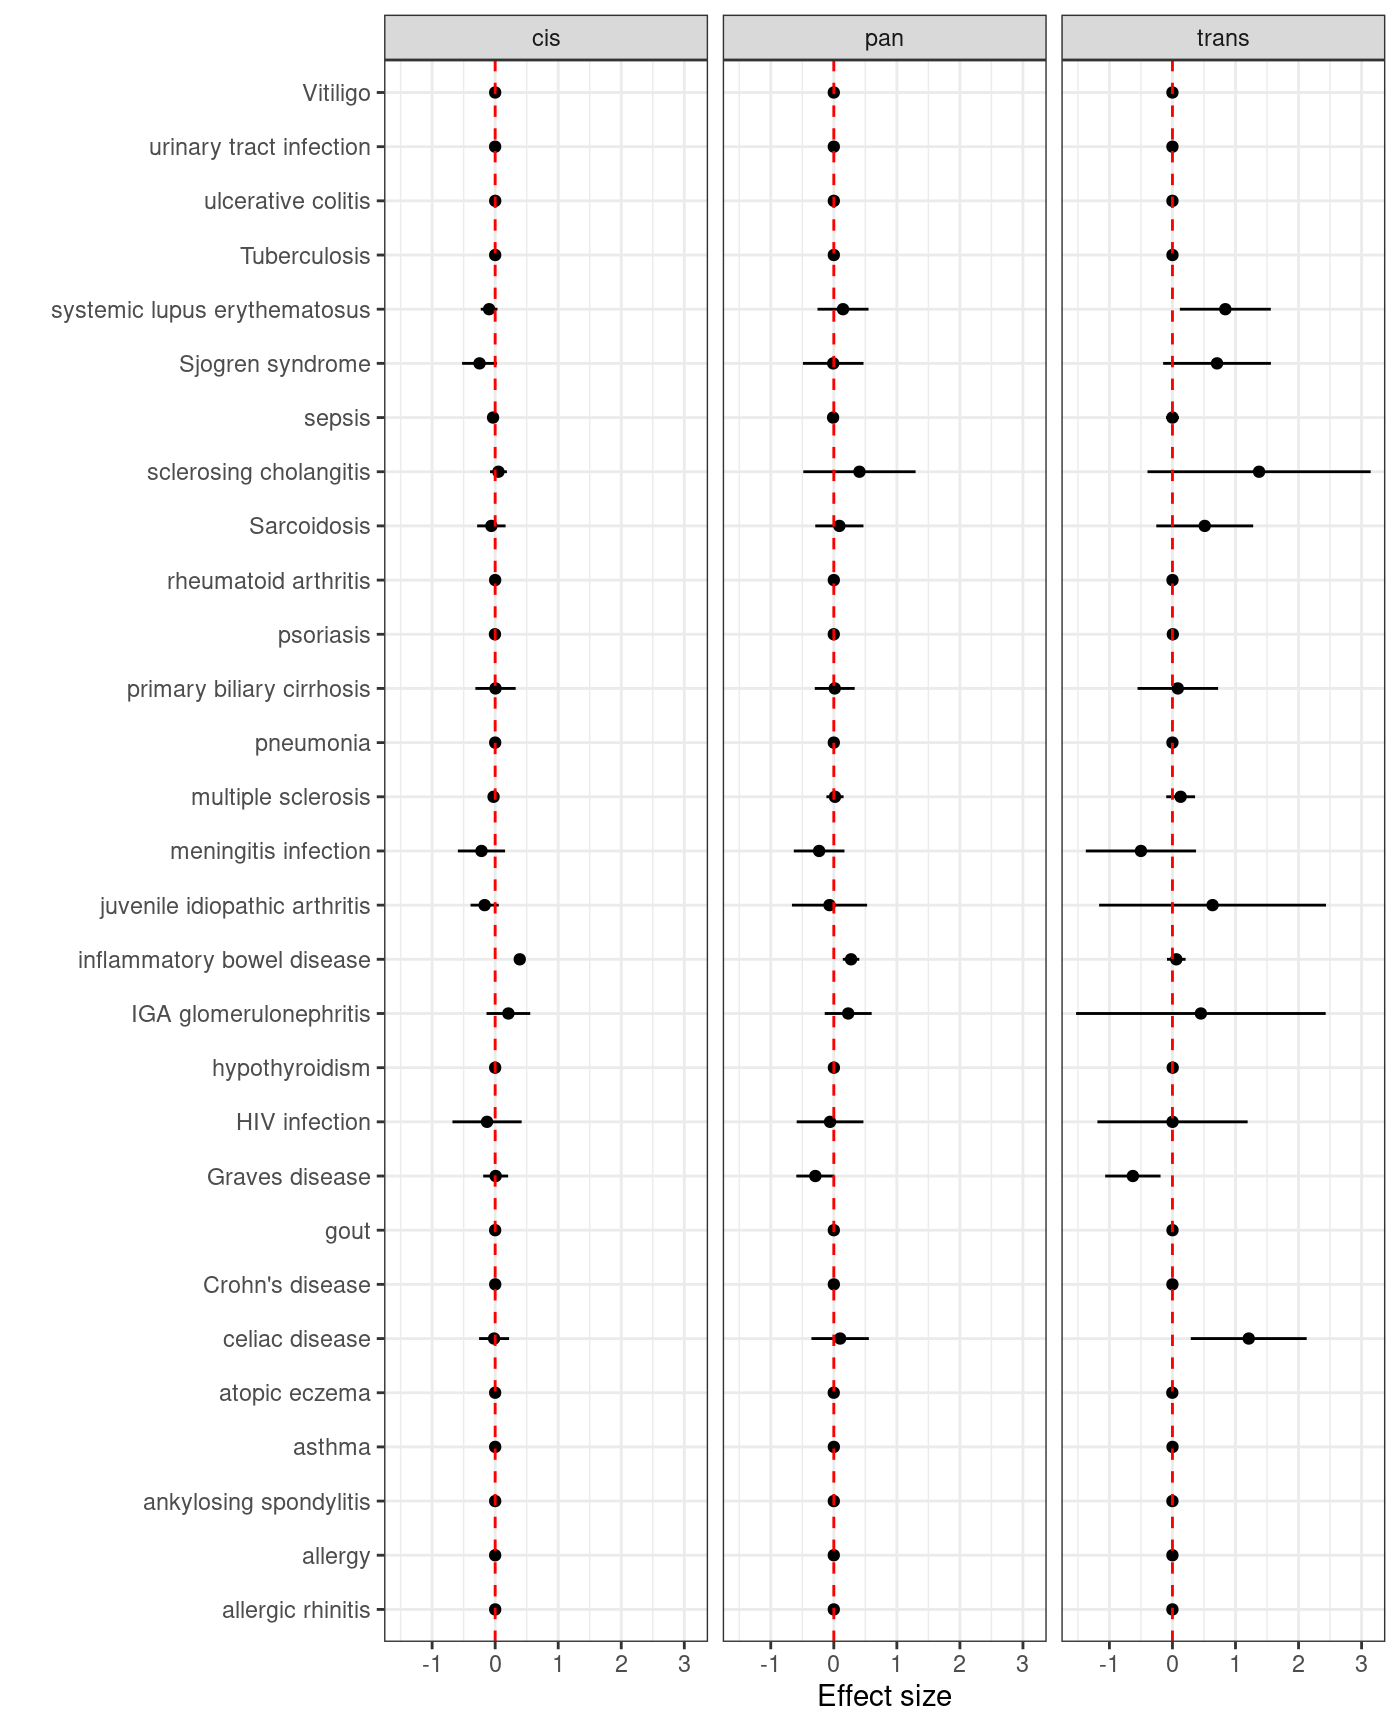 cis pan trans
Vitiligo
urinary tract infection
ulcerative colitis
Tuberculosis
systemic lupus erythematosus
Sjogren syndrome
sepsis
sclerosing cholangitis
Sarcoidosis
rheumatoid arthritis
psoriasis
primary biliary cirrhosis
pneumonia
multiple sclerosis
meningitis infection
juvenile idiopathic arthritis
inflammatory bowel disease
IGA glomerulonephritis
hypothyroidism
HIV infection
Graves disease
gout
Crohn's disease
celiac disease
atopic eczema
asthma
ankylosing spondylitis
allergy
allergic rhinitis
-1 0 1 2 3 -1 0 1 2 3 -1 0 1 2 3
Effect size